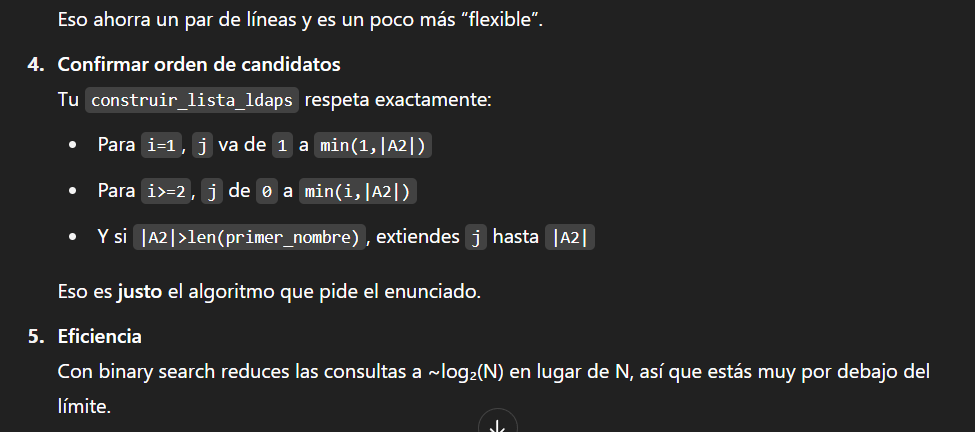 Eso ahorra un par de líneas y es un poco más “flexible”.
4. Confirmar orden de candidatos
Tu construir_lista_ldaps respeta exactamente:
• Para i=1, j va de 1 a min(1,|A2|)
• Para i>=2, j de 0 a min(i,|A2|)
• Y si |A2|>len(primer_nombre), extiendes j hasta |A2|
Eso es justo el algoritmo que pide el enunciado.
5. Eficiencia
Con binary search reduces las consultas a ~log₂(N) en lugar de N, así que estás muy por debajo del
límite.